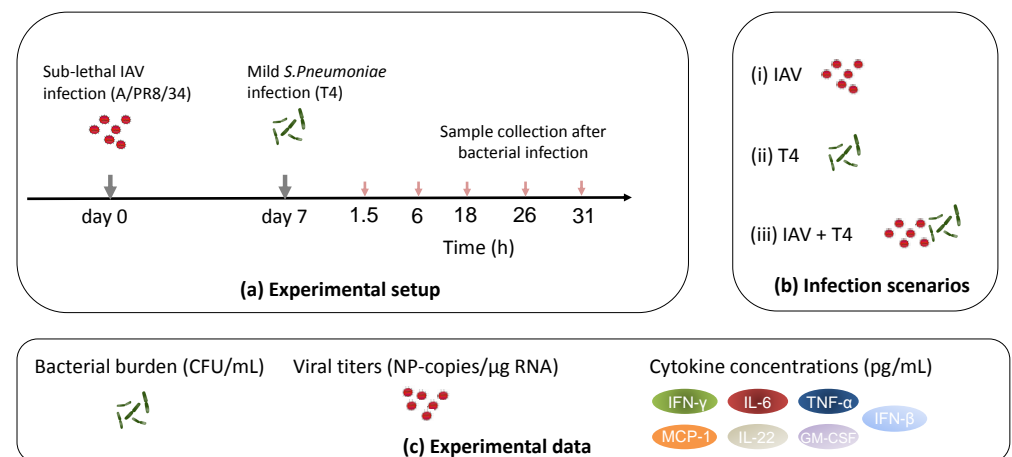 Sub-lethal IAV
infection (A/PR8/34)
Mild S.Pneumoniae
infection (T4)
Sample collection after
bacterial infection
day 0
day 7
1.5
6
18
26
31
Time (h)
(a) Experimental setup
(i) IAV
(ii) T4
(iii) IAV + T4
(b) Infection scenarios
Bacterial burden (CFU/mL)
Viral titers (NP-copies/μg RNA)
Cytokine concentrations (pg/mL)
IFN-γ
IL-6
TNF-α
IFN-β
MCP-1
IL-22
GM-CSF
(c) Experimental data